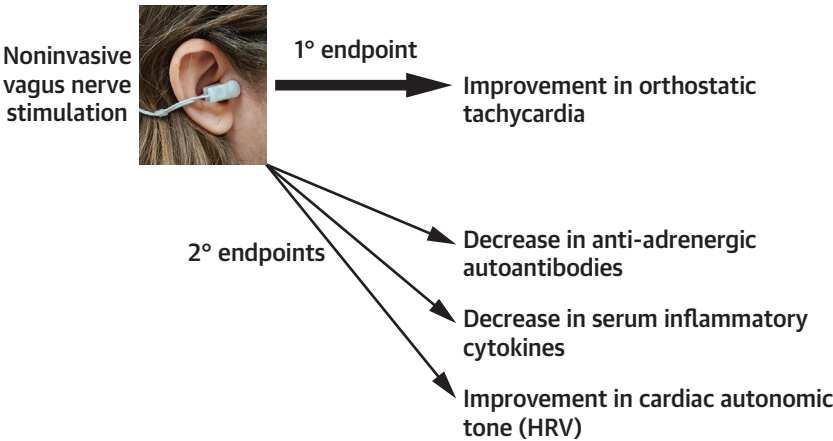 Noninvasive
vagus nerve
stimulation
1° endpoint
Improvement in orthostatic
tachycardia
2° endpoints
Decrease in anti-adrenergic
autoantibodies
Decrease in serum inflammatory
cytokines
Improvement in cardiac autonomic
tone (HRV)